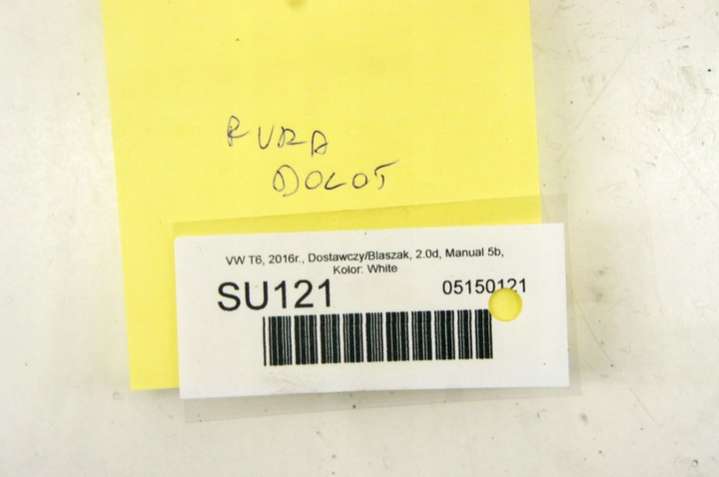 RURA
DOLOT
VW T6, 2016r., Dostawczy/Blaszak, 2.0d, Manual 5b,
Kolor: White
SU121
05150121